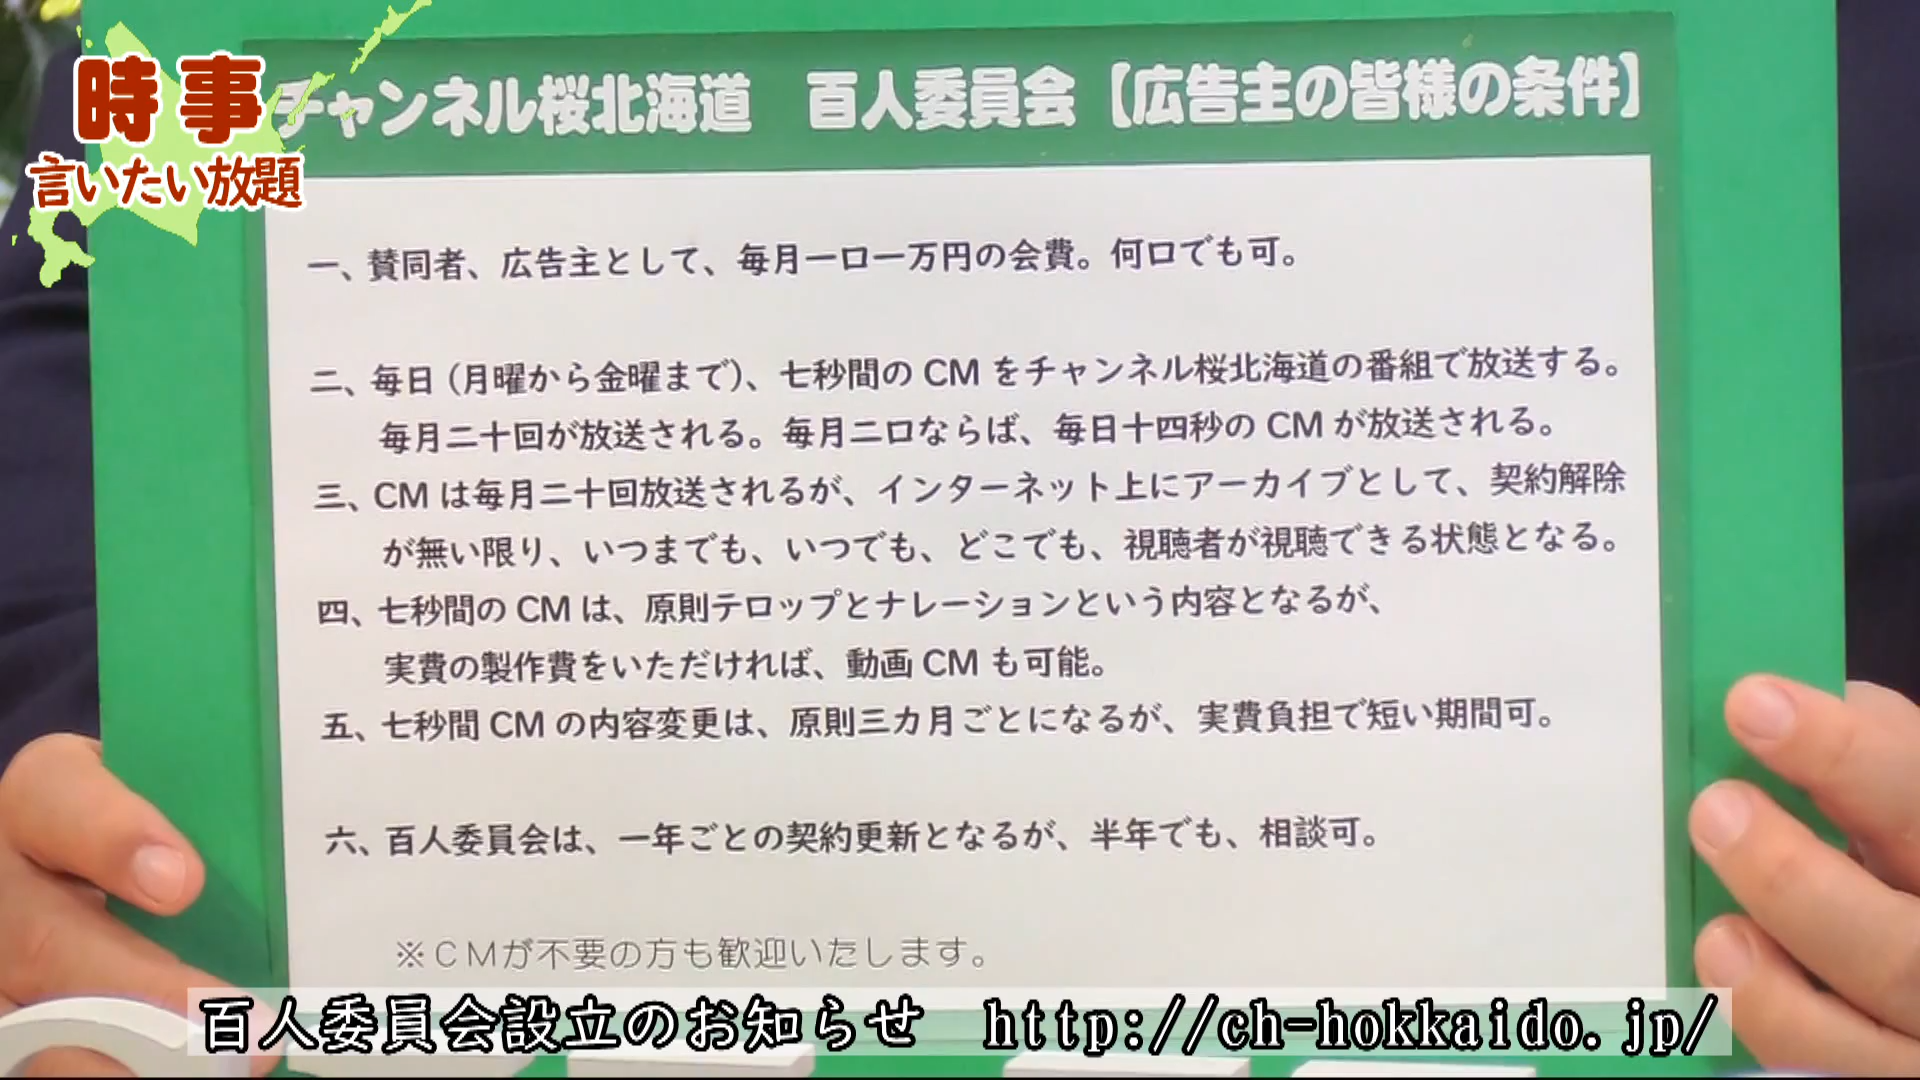 時事
言いたい放題
チャンネル桜北海道　百人委員会【広告主の皆様の条件】
一、賛同者、広告主として、毎月一口一万円の会費。何口でも可。
二、毎日(月曜から金曜まで)、七秒間の CM をチャンネル桜北海道の番組で放送する。
毎月二十回が放送される。毎月二口ならば、毎日十四秒の CM が放送される。
三、CM は毎月二十回放送されるが、インターネット上にアーカイブとして、契約解除
が無い限り、いつまでも、いつでも、どこでも、視聴者が視聴できる状態となる。
四、七秒間の CM は、原則テロップとナレーションという内容となるが、
実費の製作費をいただければ、動画 CM も可能。
五、七秒間 CM の内容変更は、原則三カ月ごとになるが、実費負担で短い期間可。
六、百人委員会は、一年ごとの契約更新となるが、半年でも、相談可。
※ＣＭが不要の方も歓迎いたします。
百人委員会設立のお知らせ　http://ch-hokkaido.jp/